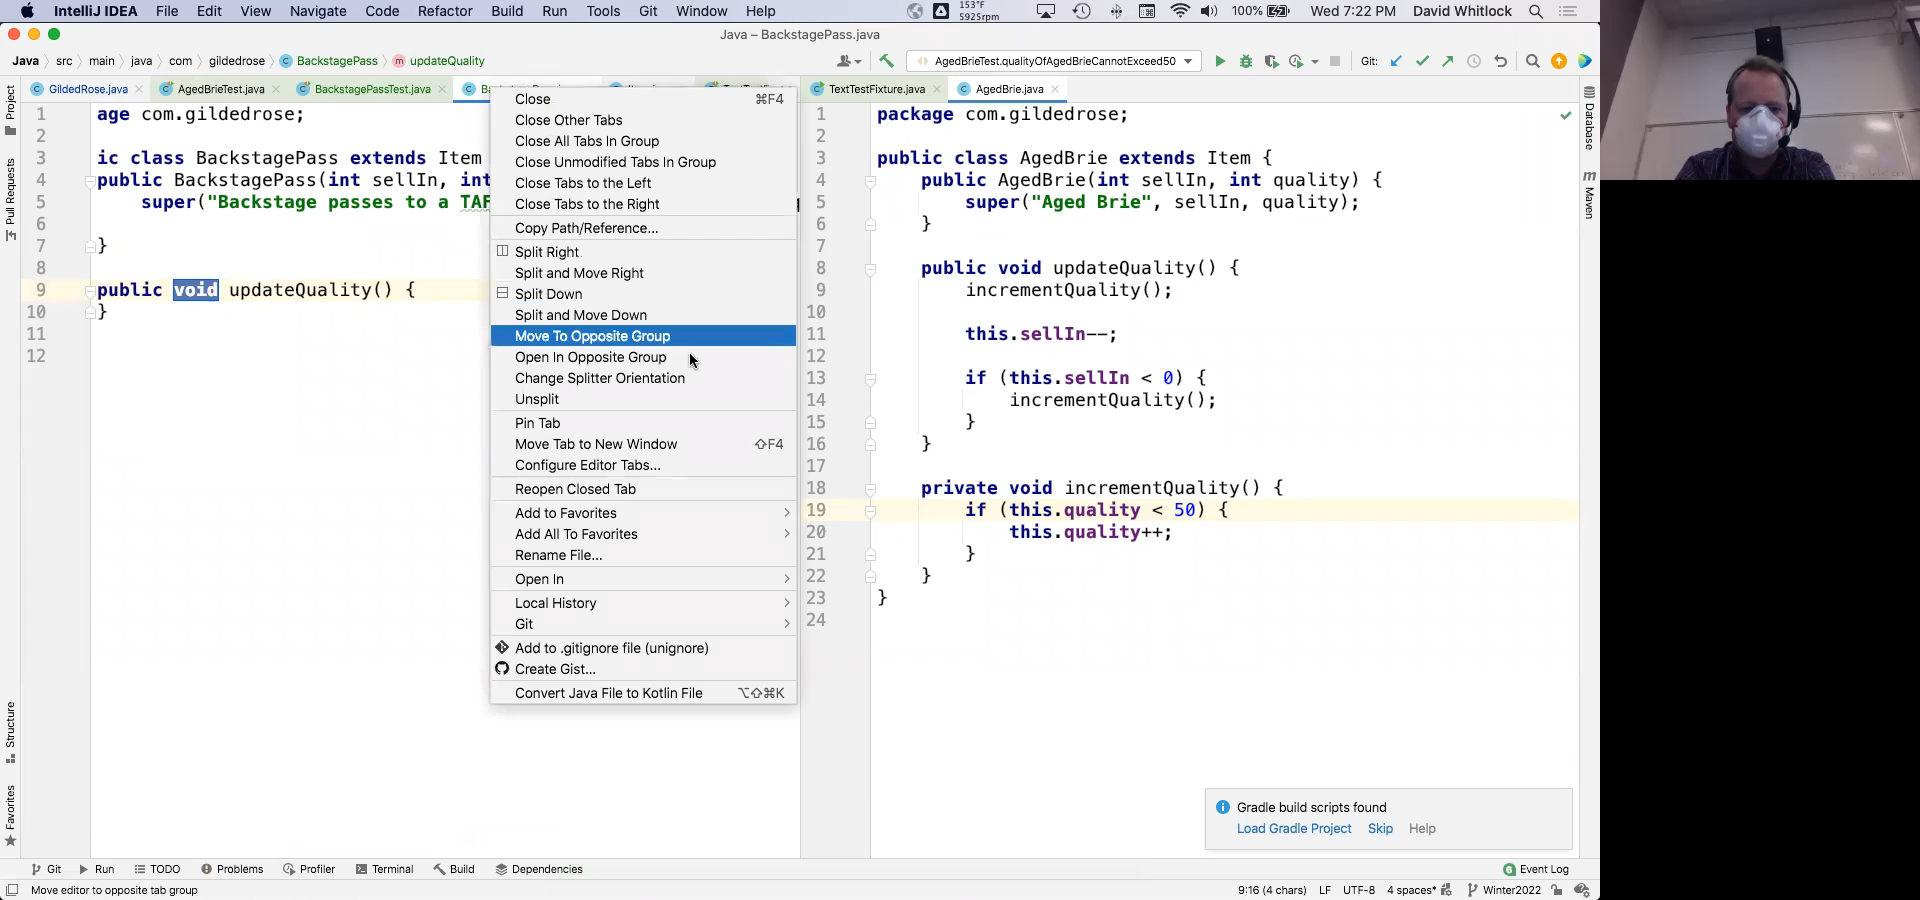 IntelliJ IDEA File Edit View Navigate Code Refactor Build Run Tools Git Window Help 153°F 5925rpm 100% Wed 7:22 PM David Whitlock
Java – BackstagePass.java
Java src main java com gildedrose BackstagePass updateQuality AgedBrieTest.qualityOfAgedBrieCannotExceed50 Git:
GildedRose.java AgedBrieTest.java BackstagePassTest.java TextTestFixture.java AgedBrie.java
Project
Pull Requests
Structure
Favorites
1 age com.gildedrose;
2
3 ic class BackstagePass extends Item
4 public BackstagePass(int sellIn, int
5 super("Backstage passes to a TAF
6
7 }
8
9 public void updateQuality() {
10 }
11
12
Close ⌘F4
Close Other Tabs
Close All Tabs In Group
Close Unmodified Tabs In Group
Close Tabs to the Left
Close Tabs to the Right
Copy Path/Reference...
Split Right
Split and Move Right
Split Down
Split and Move Down
Move To Opposite Group
Open In Opposite Group
Change Splitter Orientation
Unsplit
Pin Tab
Move Tab to New Window ⇧F4
Configure Editor Tabs...
Reopen Closed Tab
Add to Favorites
Add All To Favorites
Rename File...
Open In
Local History
Git
Add to .gitignore file (unignore)
Create Gist...
Convert Java File to Kotlin File ⌥⇧⌘K
1 package com.gildedrose;
2
3 public class AgedBrie extends Item {
4 public AgedBrie(int sellIn, int quality) {
5 super("Aged Brie", sellIn, quality);
6 }
7
8 public void updateQuality() {
9 incrementQuality();
10
11 this.sellIn--;
12
13 if (this.sellIn < 0) {
14 incrementQuality();
15 }
16 }
17
18 private void incrementQuality() {
19 if (this.quality < 50) {
20 this.quality++;
21 }
22 }
23 }
24
Database
Maven
Gradle build scripts found
Load Gradle Project Skip Help
Git Run TODO Problems Profiler Terminal Build Dependencies 6 Event Log
Move editor to opposite tab group 9:16 (4 chars) LF UTF-8 4 spaces* Winter2022